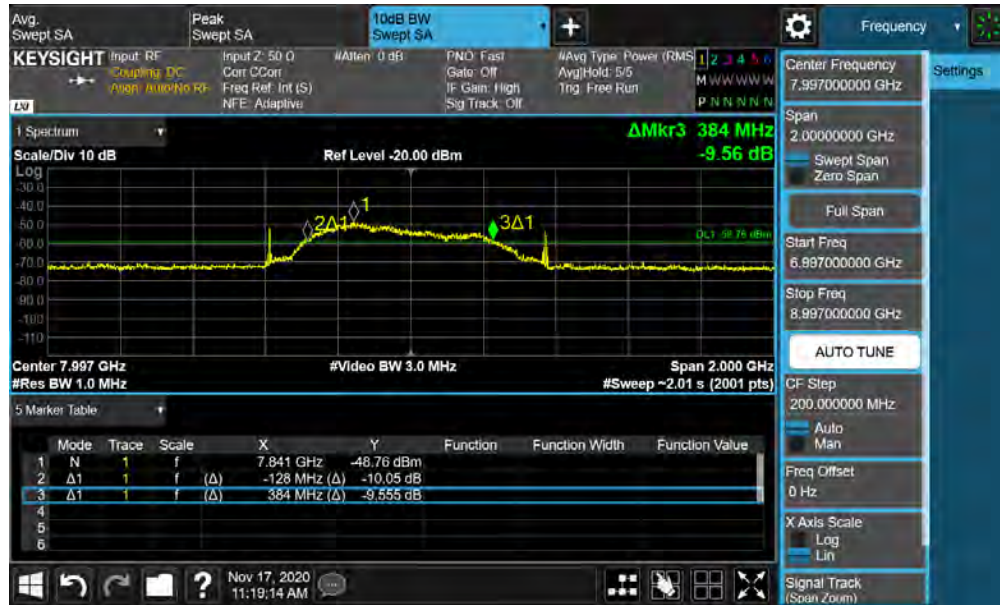 Avg.
Swept SA
Peak
Swept SA
10dB BW
Swept SA
Frequency
KEYSIGHT
Input: RF
Coupling: DC
Align: Auto/No RF
Input Z: 50 Ω
Corr CCorr
Freq Ref: Int (S)
NFE: Adaptive
#Atten: 0 dB
PNO: Fast
Gate: Off
IF Gain: High
Sig Track: Off
#Avg Type: Power (RMS
Avg|Hold: 5/5
Trig: Free Run
1 2 3 4 5 6
M W W W W W
P N N N N N
LXI
1 Spectrum
Scale/Div 10 dB
Ref Level -20.00 dBm
ΔMkr3 384 MHz
-9.56 dB
Log
-30.0
-40.0
-50.0
-60.0
-70.0
-80.0
-90.0
-100
-110
2Δ1
1
3Δ1
DL1 -58.76 dBm
Center 7.997 GHz
#Video BW 3.0 MHz
Span 2.000 GHz
#Res BW 1.0 MHz
#Sweep ~2.01 s (2001 pts)
5 Marker Table
Mode Trace Scale X Y Function Function Width Function Value
1 N 1 f 7.841 GHz -48.76 dBm
2 Δ1 1 f (Δ) -128 MHz (Δ) -10.05 dB
3 Δ1 1 f (Δ) 384 MHz (Δ) -9.555 dB
4
5
6
Center Frequency
7.997000000 GHz
Settings
Span
2.00000000 GHz
Swept Span
Zero Span
Full Span
Start Freq
6.997000000 GHz
Stop Freq
8.997000000 GHz
AUTO TUNE
CF Step
200.000000 MHz
Auto
Man
Freq Offset
0 Hz
X Axis Scale
Log
Lin
Signal Track
(Span Zoom)
?
Nov 17, 2020
11:19:14 AM